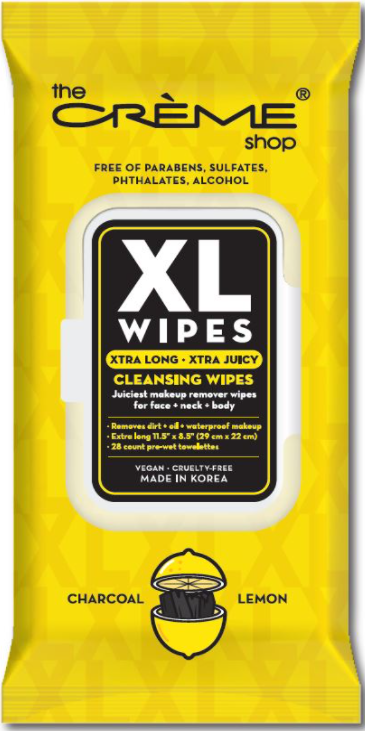 the
CRÈME®
shop
FREE OF PARABENS, SULFATES,
PHTHALATES, ALCOHOL
XL
WIPES
XTRA LONG • XTRA JUICY
CLEANSING WIPES
Juiciest makeup remover wipes
for face + neck + body
• Removes dirt + oil + waterproof makeup
• Extra long 11.5" x 8.5" (29 cm x 22 cm)
• 28 count pre-wet towelettes
VEGAN • CRUELTY-FREE
MADE IN KOREA
CHARCOAL LEMON